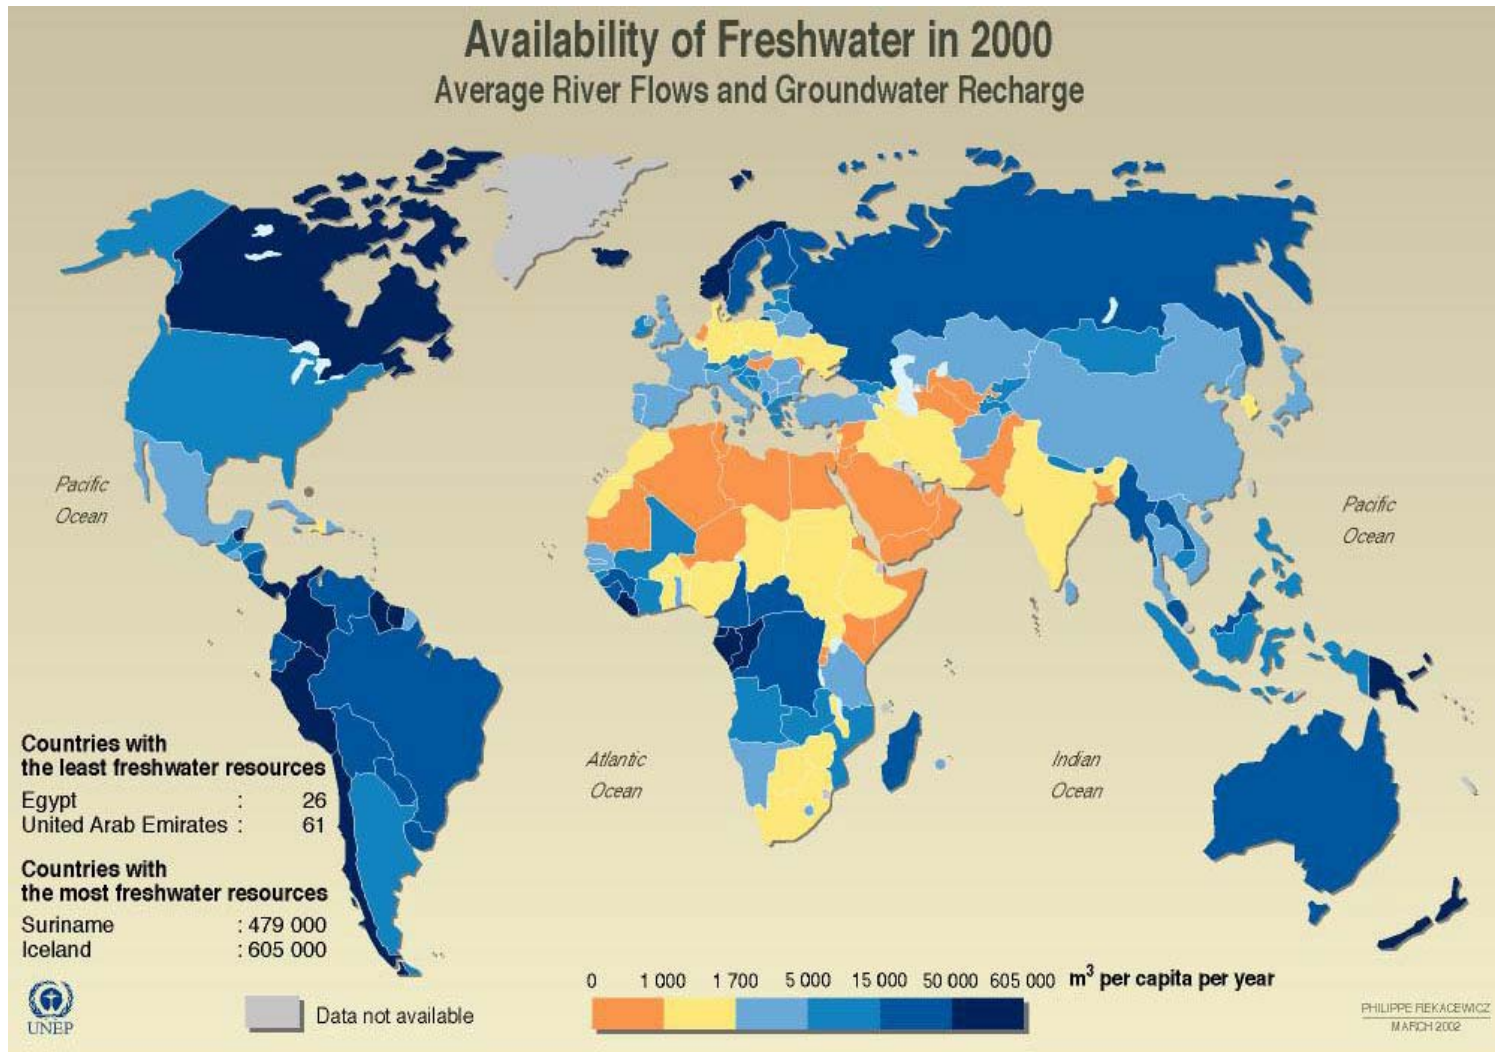 Availability of Freshwater in 2000
Average River Flows and Groundwater Recharge
Pacific
Ocean
Pacific
Ocean
Atlantic
Ocean
Indian
Ocean
Countries with
the least freshwater resources
Egypt : 26
United Arab Emirates : 61
Countries with
the most freshwater resources
Suriname : 479 000
Iceland : 605 000
0 1 000 1 700 5 000 15 000 50 000 605 000 m³ per capita per year
Data not available
UNEP
PHILIPPE REKACEWICZ
MARCH 2002